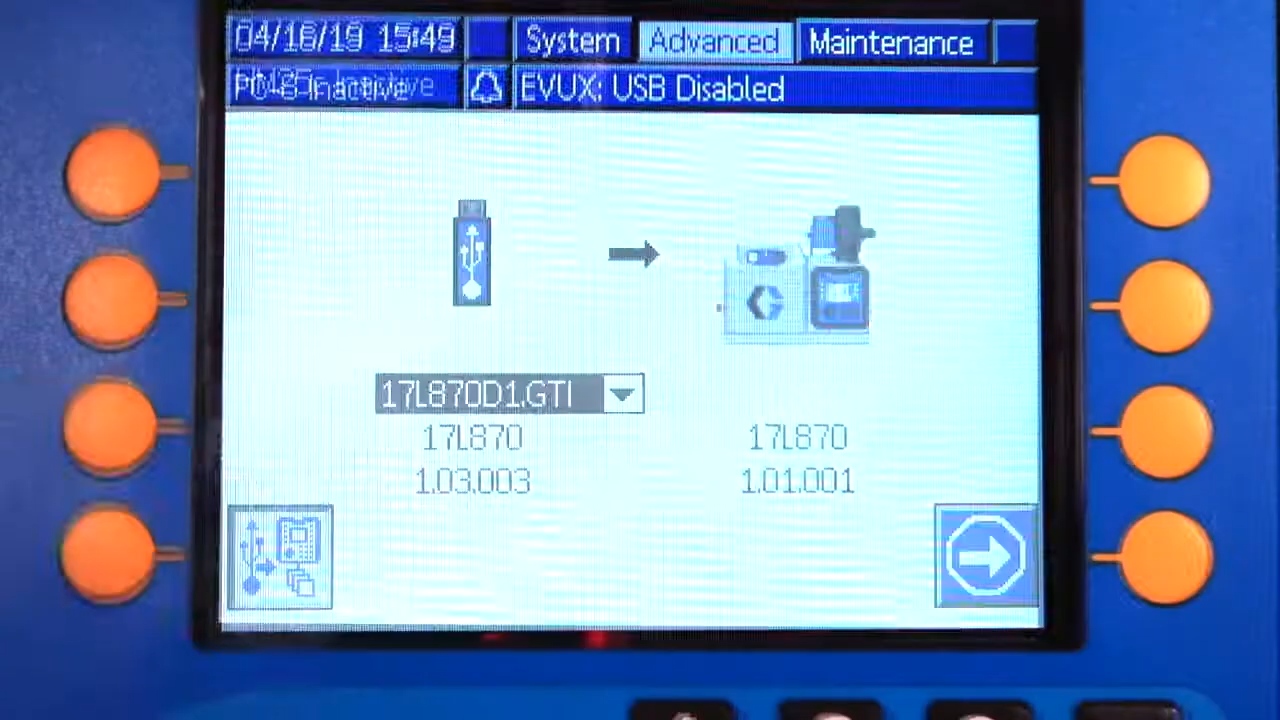 04/16/19 15:49 System Advanced Maintenance
EVUX: USB Disabled
17L870D1.GTI
17L870 17L870
1.03.003 1.01.001